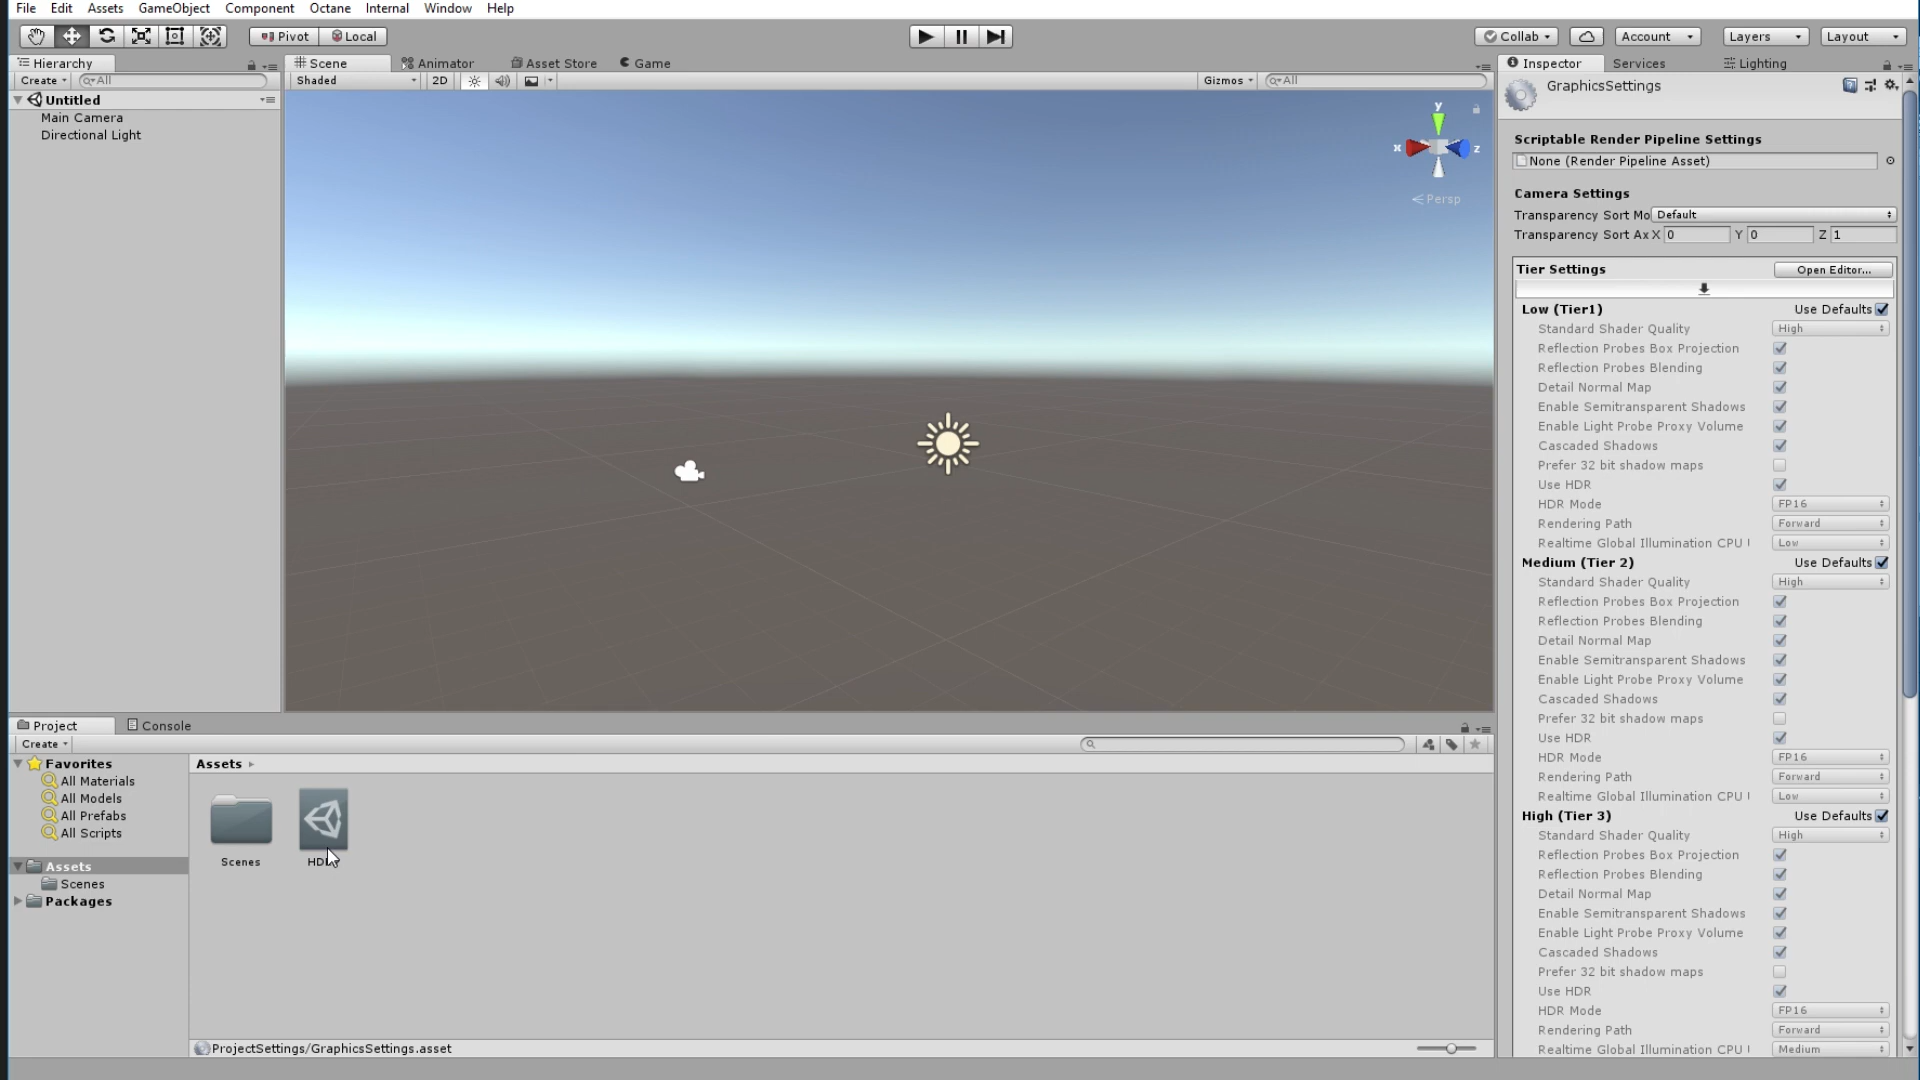 File Edit Assets GameObject Component Octane Internal Window Help
Pivot Local Collab Account Layers Layout
Hierarchy
Create All
Untitled
Main Camera
Directional Light
Scene Animator Asset Store Game
Shaded 2D Gizmos All
y
x z
Persp
Inspector Services Lighting
GraphicsSettings
Scriptable Render Pipeline Settings
None (Render Pipeline Asset)
Camera Settings
Transparency Sort Mo Default
Transparency Sort Ax X 0 Y 0 Z 1
Tier Settings Open Editor...
Low (Tier1) Use Defaults
Standard Shader Quality High
Reflection Probes Box Projection
Reflection Probes Blending
Detail Normal Map
Enable Semitransparent Shadows
Enable Light Probe Proxy Volume
Cascaded Shadows
Prefer 32 bit shadow maps
Use HDR
HDR Mode FP16
Rendering Path Forward
Realtime Global Illumination CPU Low
Medium (Tier 2) Use Defaults
Standard Shader Quality High
Reflection Probes Box Projection
Reflection Probes Blending
Detail Normal Map
Enable Semitransparent Shadows
Enable Light Probe Proxy Volume
Cascaded Shadows
Prefer 32 bit shadow maps
Use HDR
HDR Mode FP16
Rendering Path Forward
Realtime Global Illumination CPU Low
High (Tier 3) Use Defaults
Standard Shader Quality High
Reflection Probes Box Projection
Reflection Probes Blending
Detail Normal Map
Enable Semitransparent Shadows
Enable Light Probe Proxy Volume
Cascaded Shadows
Prefer 32 bit shadow maps
Use HDR
HDR Mode FP16
Rendering Path Forward
Realtime Global Illumination CPU Medium
Project Console
Create
Favorites
All Materials
All Models
All Prefabs
All Scripts
Assets
Scenes
Packages
Assets
Scenes
ProjectSettings/GraphicsSettings.asset